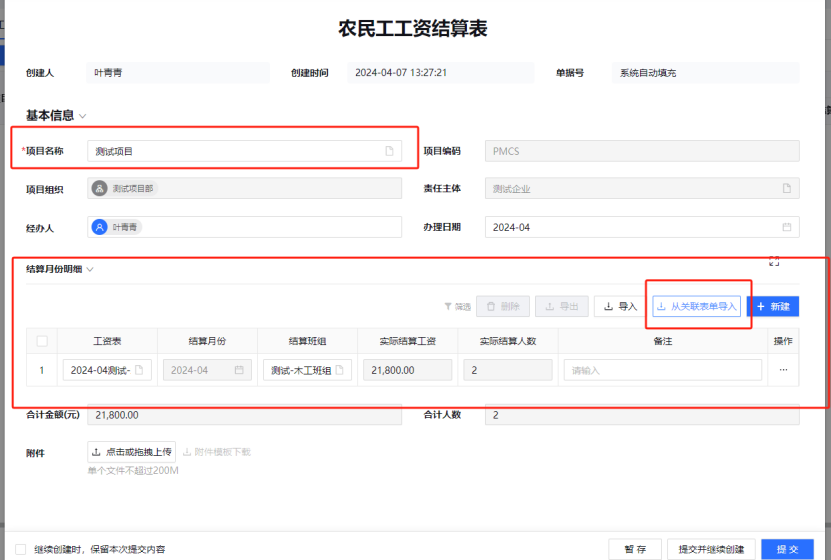 农民工工资结算表
创建人 叶青青 创建时间 2024-04-07 13:27:21 单据号 系统自动填充
基本信息
*项目名称 测试项目 项目编码 PMCS
项目组织 测试项目部 责任主体 测试企业
经办人 叶青青 办理日期 2024-04
结算月份明细
筛选 删除 导出 导入 从关联表单导入 + 新建
工资表 结算月份 结算班组 实际结算工资 实际结算人数 备注 操作
1 2024-04测试- 2024-04 测试-木工班组 21,800.00 2 请输入 ...
合计金额(元) 21,800.00 合计人数 2
附件 点击或拖拽上传 附件模板下载
单个文件不超过200M
继续创建时，保留本次提交内容 暂存 提交并继续创建 提交